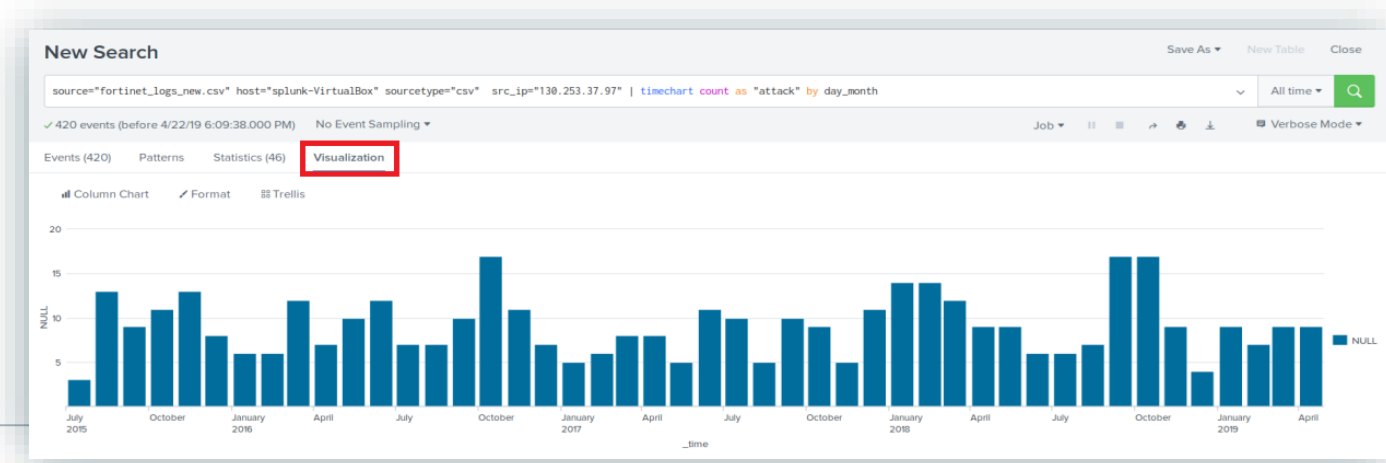 New Search
Save As ▾ New Table Close
source="fortinet_logs_new.csv" host="splunk-VirtualBox" sourcetype="csv" src_ip="130.253.37.97" | timechart count as "attack" by day_month
All time ▾
✓ 420 events (before 4/22/19 6:09:38.000 PM) No Event Sampling ▾
Job ▾ Verbose Mode ▾
Events (420) Patterns Statistics (46) Visualization
Column Chart Format Trellis
20
15
10
5
NULL
NULL
July October January April July October January April July October January April July October January April
2015 2016 2017 2018 2019
_time